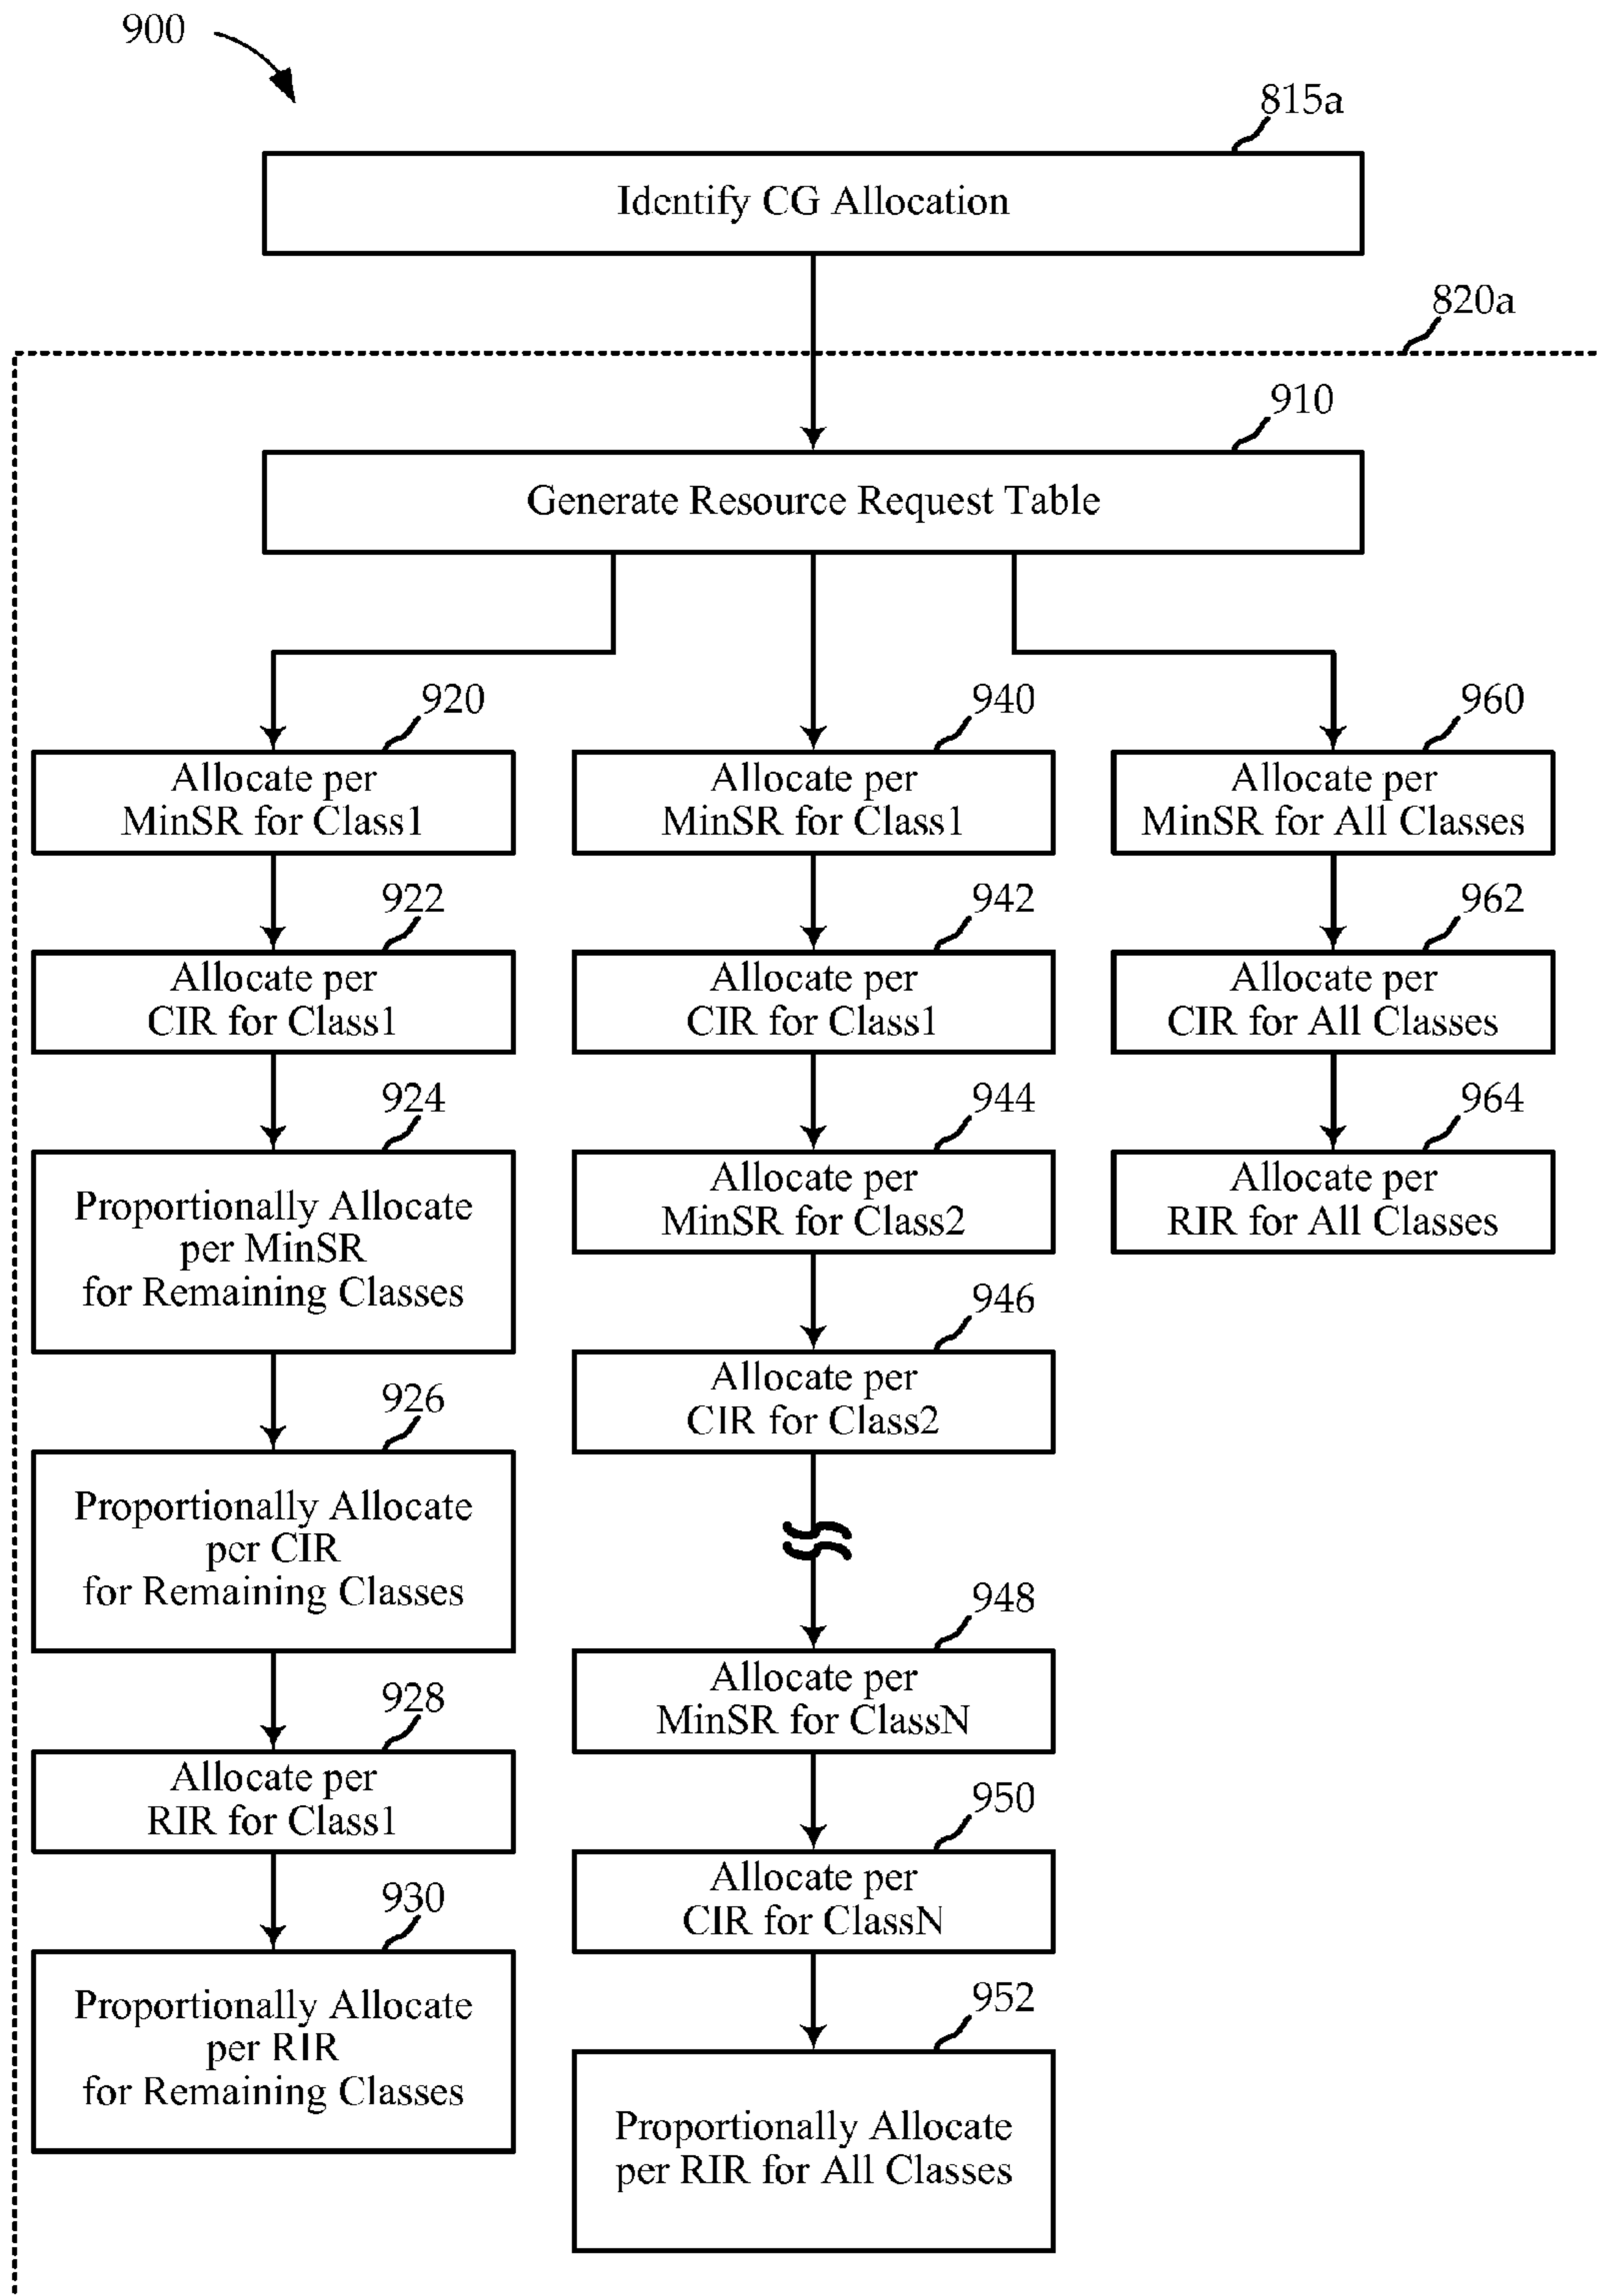 900
815a
Identify CG Allocation
820a
910
Generate Resource Request Table
920
Allocate per
MinSR for Class1
922
Allocate per
CIR for Class1
924
Proportionally Allocate
per MinSR
for Remaining Classes
926
Proportionally Allocate
per CIR
for Remaining Classes
928
Allocate per
RIR for Class1
930
Proportionally Allocate
per RIR
for Remaining Classes
940
Allocate per
MinSR for Class1
942
Allocate per
CIR for Class1
944
Allocate per
MinSR for Class2
946
Allocate per
CIR for Class2
948
Allocate per
MinSR for ClassN
950
Allocate per
CIR for ClassN
952
Proportionally Allocate
per RIR for All Classes
960
Allocate per
MinSR for All Classes
962
Allocate per
CIR for All Classes
964
Allocate per
RIR for All Classes